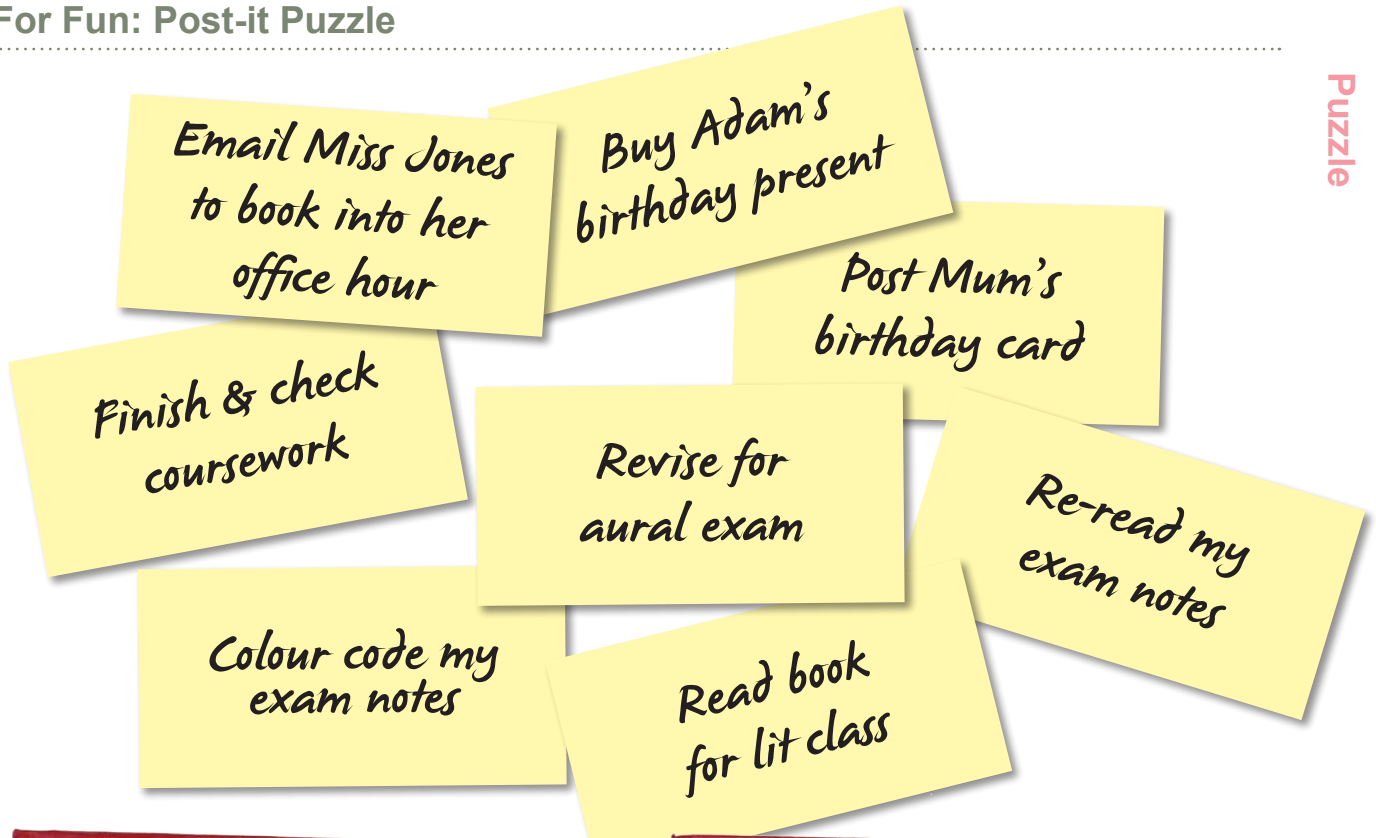 For Fun: Post-it Puzzle
Puzzle
Email Miss Jones
to book into her
office hour
Buy Adam's
birthday present
Post Mum's
birthday card
Finish & check
coursework
Revise for
aural exam
Re-read my
exam notes
Colour code my
exam notes
Read book
for lit class